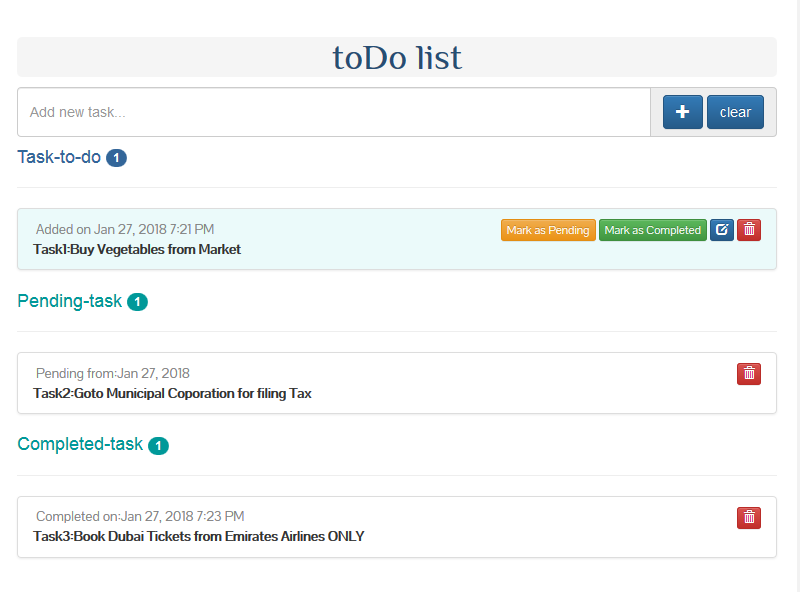 toDo list
Add new task...
clear
Task-to-do 1
Added on Jan 27, 2018 7:21 PM
Mark as Pending Mark as Completed
Task1:Buy Vegetables from Market
Pending-task 1
Pending from:Jan 27, 2018
Task2:Goto Municipal Coporation for filing Tax
Completed-task 1
Completed on:Jan 27, 2018 7:23 PM
Task3:Book Dubai Tickets from Emirates Airlines ONLY